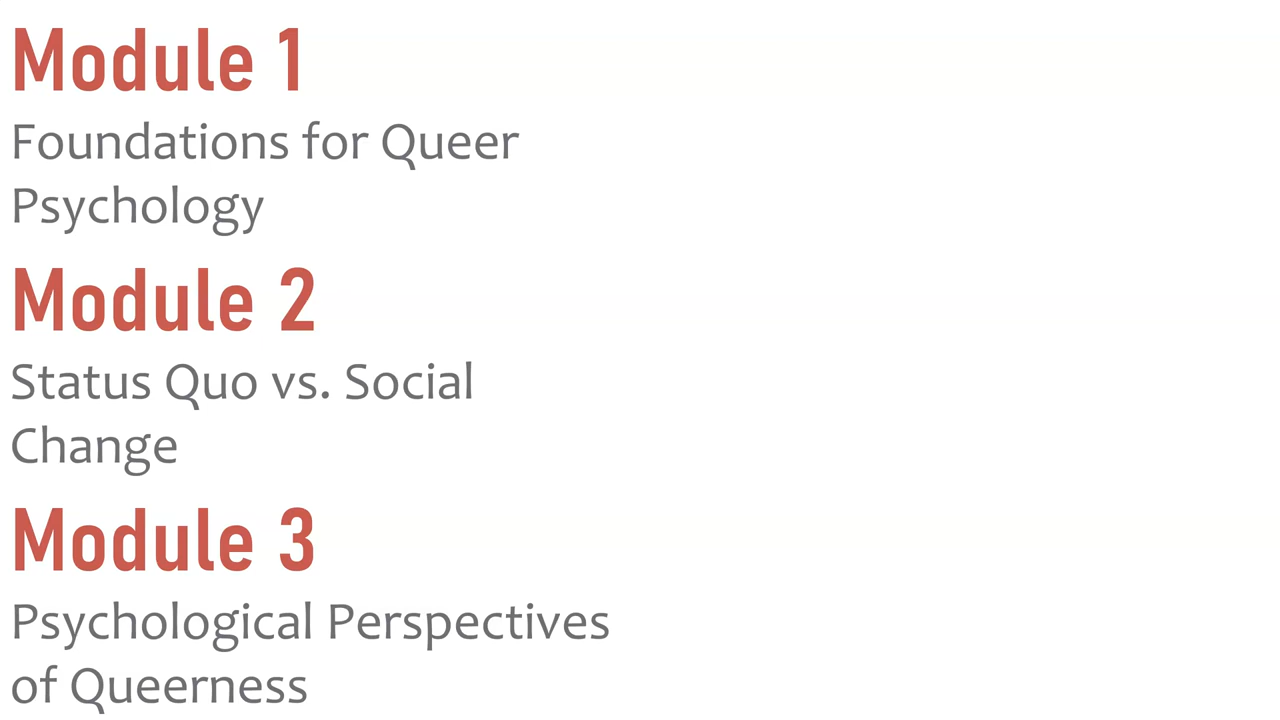 Module 1
Foundations for Queer
Psychology
Module 2
Status Quo vs. Social
Change
Module 3
Psychological Perspectives
of Queerness